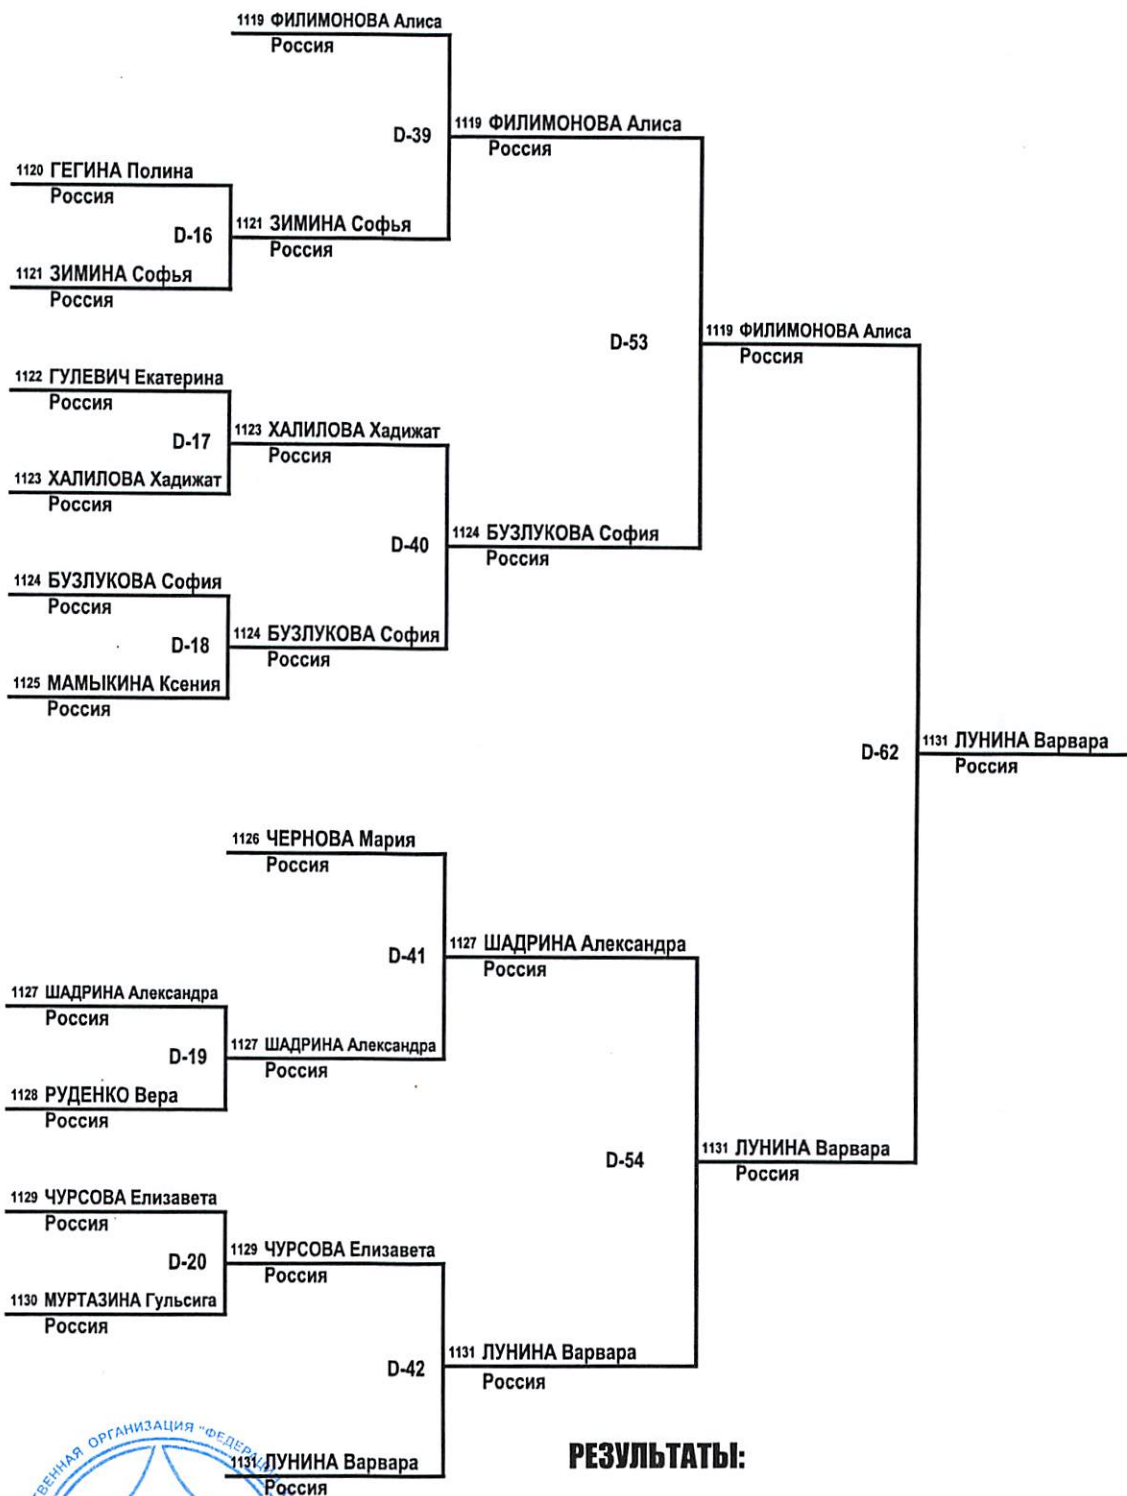 1119 ФИЛИМОНОВА Алиса
Россия
D-39
1119 ФИЛИМОНОВА Алиса
Россия
1120 ГЕГИНА Полина
Россия
D-16
1121 ЗИМИНА Софья
Россия
1121 ЗИМИНА Софья
Россия
D-53
1119 ФИЛИМОНОВА Алиса
Россия
1122 ГУЛЕВИЧ Екатерина
Россия
D-17
1123 ХАЛИЛОВА Хадижат
Россия
1123 ХАЛИЛОВА Хадижат
Россия
D-40
1124 БУЗЛУКОВА София
Россия
1124 БУЗЛУКОВА София
Россия
D-18
1124 БУЗЛУКОВА София
Россия
1125 МАМЫКИНА Ксения
Россия
D-62
1131 ЛУНИНА Варвара
Россия
1126 ЧЕРНОВА Мария
Россия
D-41
1127 ШАДРИНА Александра
Россия
1127 ШАДРИНА Александра
Россия
D-19
1127 ШАДРИНА Александра
Россия
1128 РУДЕНКО Вера
Россия
D-54
1131 ЛУНИНА Варвара
Россия
1129 ЧУРСОВА Елизавета
Россия
D-20
1129 ЧУРСОВА Елизавета
Россия
1130 МУРТАЗИНА Гульсига
Россия
D-42
1131 ЛУНИНА Варвара
Россия
ОРГАНИЗАЦИЯ
1131 ЛУНИНА Варвара
Россия
РЕЗУЛЬТАТЫ: